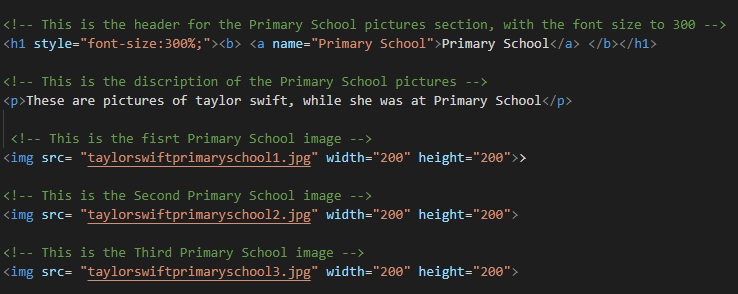 <!-- This is the header for the Primary School pictures section, with the font size to 300 -->
<h1 style="font-size:300%;"><b> <a name="Primary School">Primary School</a> </b></h1>
<!-- This is the discription of the Primary School pictures -->
<p>These are pictures of taylor swift, while she was at Primary School</p>
<!-- This is the fisrt Primary School image -->
<img src= "taylorswiftprimaryschool1.jpg" width="200" height="200">>
<!-- This is the Second Primary School image -->
<img src= "taylorswiftprimaryschool2.jpg" width="200" height="200">
<!-- This is the Third Primary School image -->
<img src= "taylorswiftprimaryschool3.jpg" width="200" height="200">